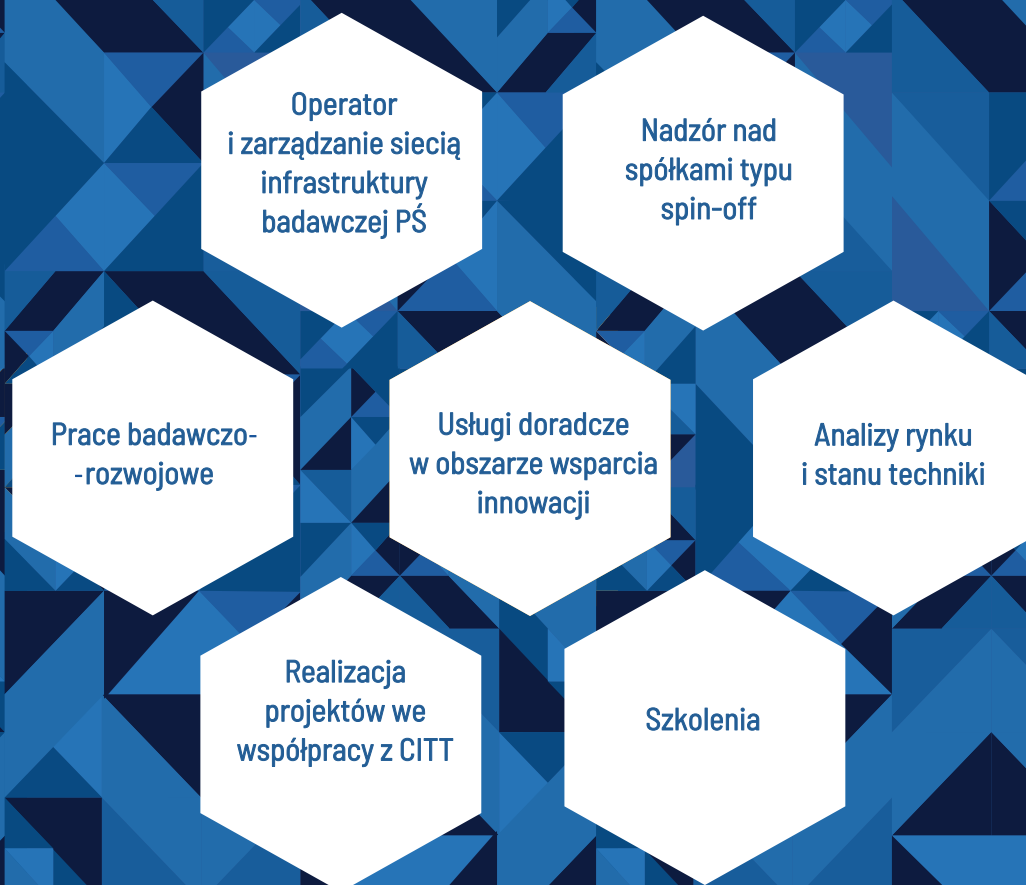 Operator
i zarządzanie siecią
infrastruktury
badawczej PŚ
Nadzór nad
spółkami typu
spin-off
Prace badawczo-
-rozwojowe
Usługi doradcze
w obszarze wsparcia
innowacji
Analizy rynku
i stanu techniki
Realizacja
projektów we
współpracy z CITT
Szkolenia